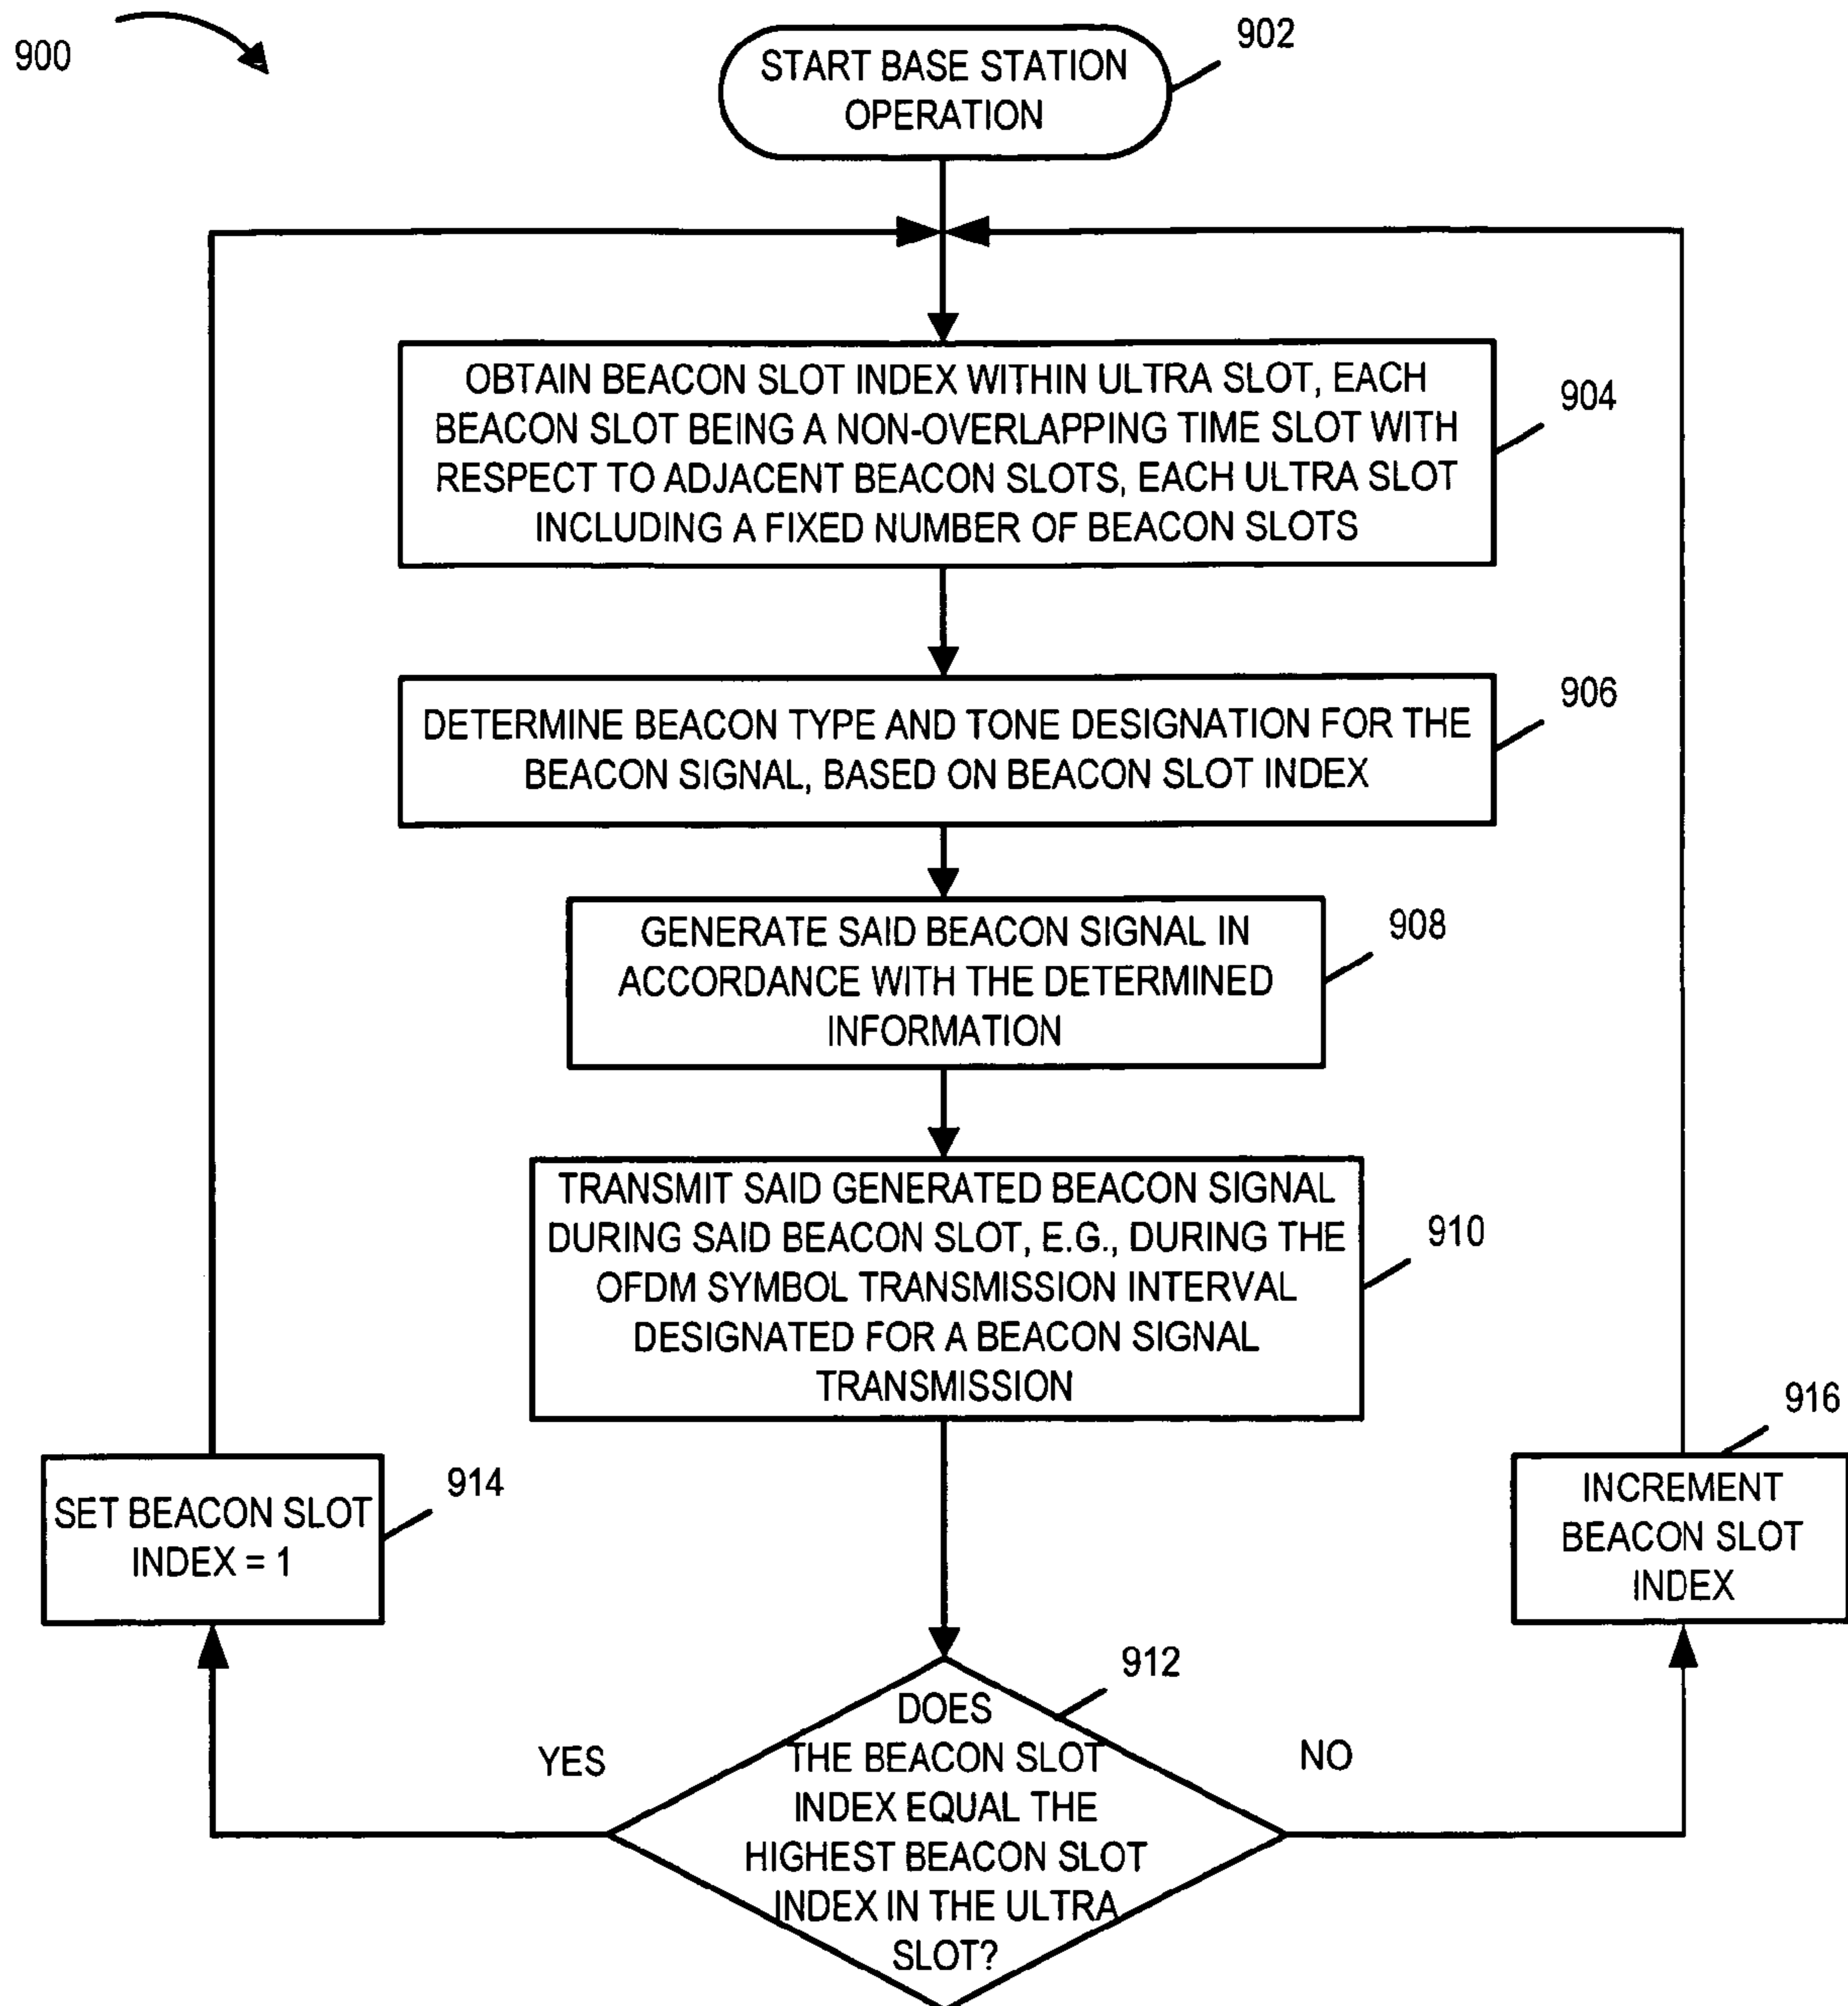 900
START BASE STATION
OPERATION
902
OBTAIN BEACON SLOT INDEX WITHIN ULTRA SLOT, EACH
BEACON SLOT BEING A NON-OVERLAPPING TIME SLOT WITH
RESPECT TO ADJACENT BEACON SLOTS, EACH ULTRA SLOT
INCLUDING A FIXED NUMBER OF BEACON SLOTS
904
DETERMINE BEACON TYPE AND TONE DESIGNATION FOR THE
BEACON SIGNAL, BASED ON BEACON SLOT INDEX
906
GENERATE SAID BEACON SIGNAL IN
ACCORDANCE WITH THE DETERMINED
INFORMATION
908
TRANSMIT SAID GENERATED BEACON SIGNAL
DURING SAID BEACON SLOT, E.G., DURING THE
OFDM SYMBOL TRANSMISSION INTERVAL
DESIGNATED FOR A BEACON SIGNAL
TRANSMISSION
910
SET BEACON SLOT
INDEX = 1
914
INCREMENT
BEACON SLOT
INDEX
916
DOES
THE BEACON SLOT
INDEX EQUAL THE
HIGHEST BEACON SLOT
INDEX IN THE ULTRA
SLOT?
912
YES
NO